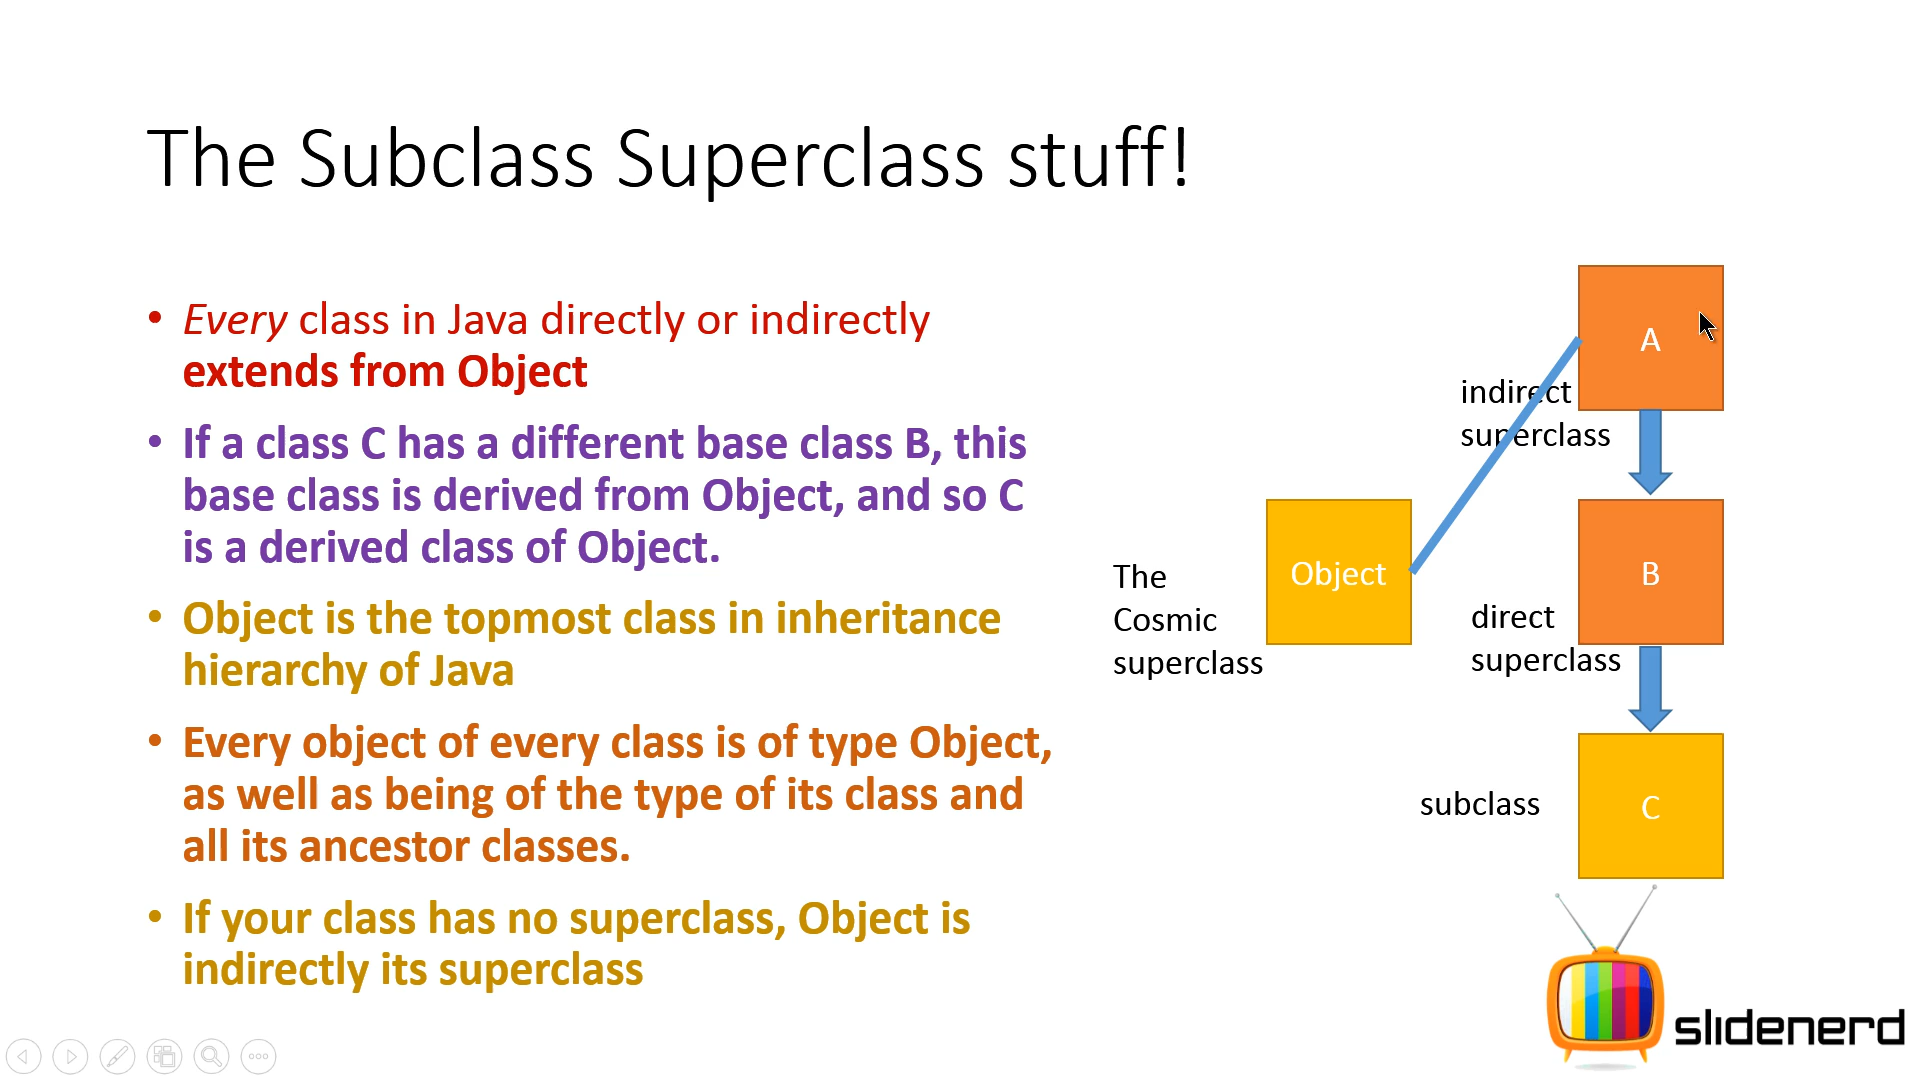 The Subclass Superclass stuff!
• Every class in Java directly or indirectly
extends from Object
• If a class C has a different base class B, this
base class is derived from Object, and so C
is a derived class of Object.
• Object is the topmost class in inheritance
hierarchy of Java
• Every object of every class is of type Object,
as well as being of the type of its class and
all its ancestor classes.
• If your class has no superclass, Object is
indirectly its superclass
A
indirect
superclass
Object
The
Cosmic
superclass
B
direct
superclass
subclass
C
slidenerd